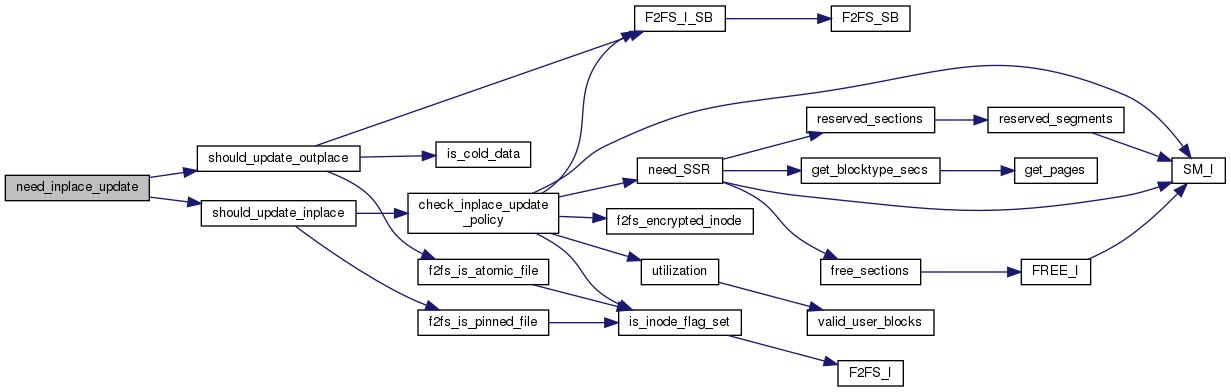 F2FS_I_SB
F2FS_SB
reserved_sections
reserved_segments
should_update_outplace
is_cold_data
need_SSR
get_blocktype_secs
get_pages
SM_I
need_inplace_update
should_update_inplace
check_inplace_update
_policy
f2fs_encrypted_inode
f2fs_is_atomic_file
utilization
free_sections
FREE_I
f2fs_is_pinned_file
is_inode_flag_set
valid_user_blocks
F2FS_I